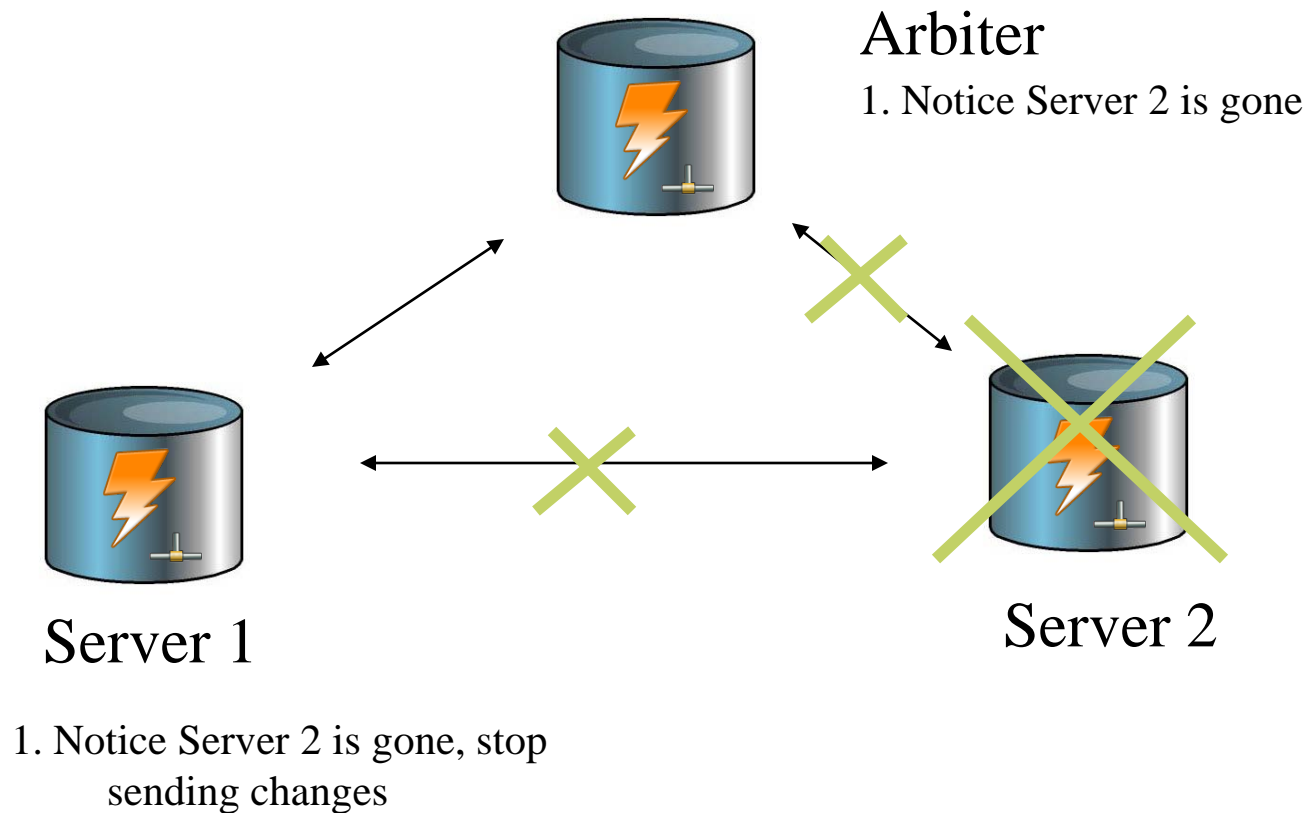 Arbiter
1. Notice Server 2 is gone
Server 1
Server 2
1. Notice Server 2 is gone, stop
sending changes